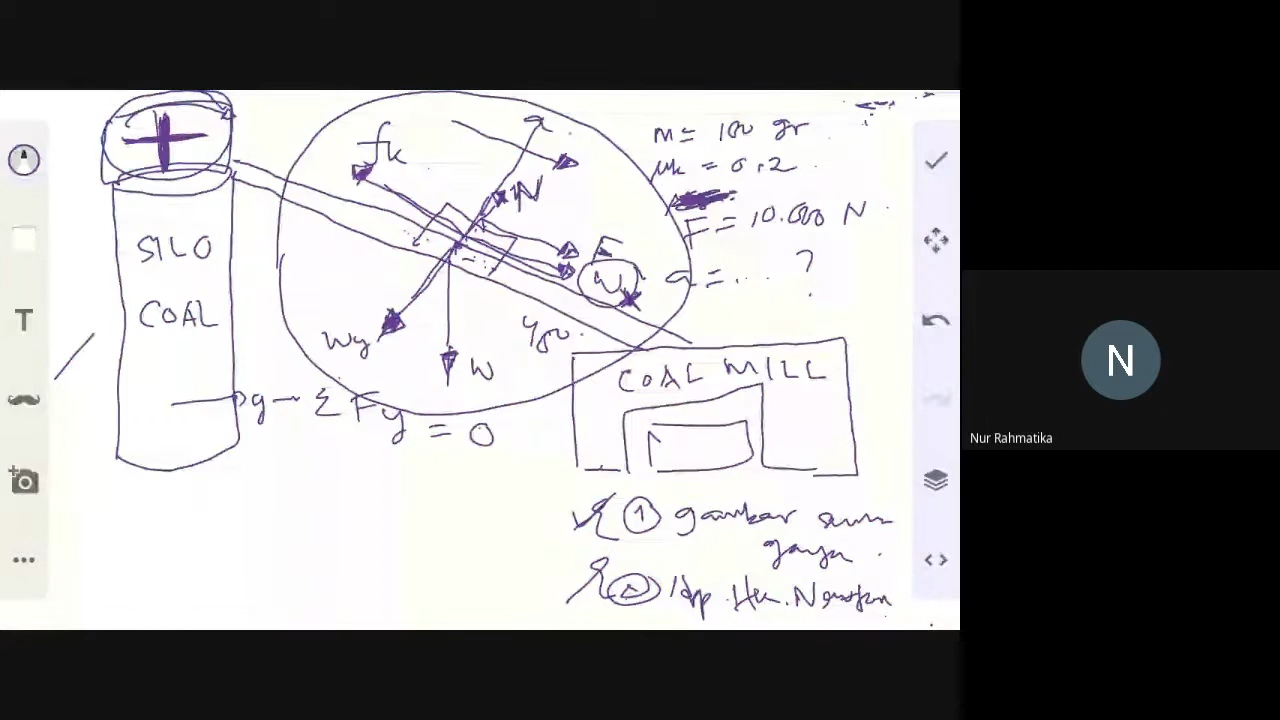 SILO
COAL
fk
N
F
W
Wy
W
m = 100 gr
μk = 0,2
F = 10.000 N
a = .... ?
y → Σ Fy
= 0
COAL MILL
① gambar semua
gaya.
② Hk. Newton
N
Nur Rahmatika
T